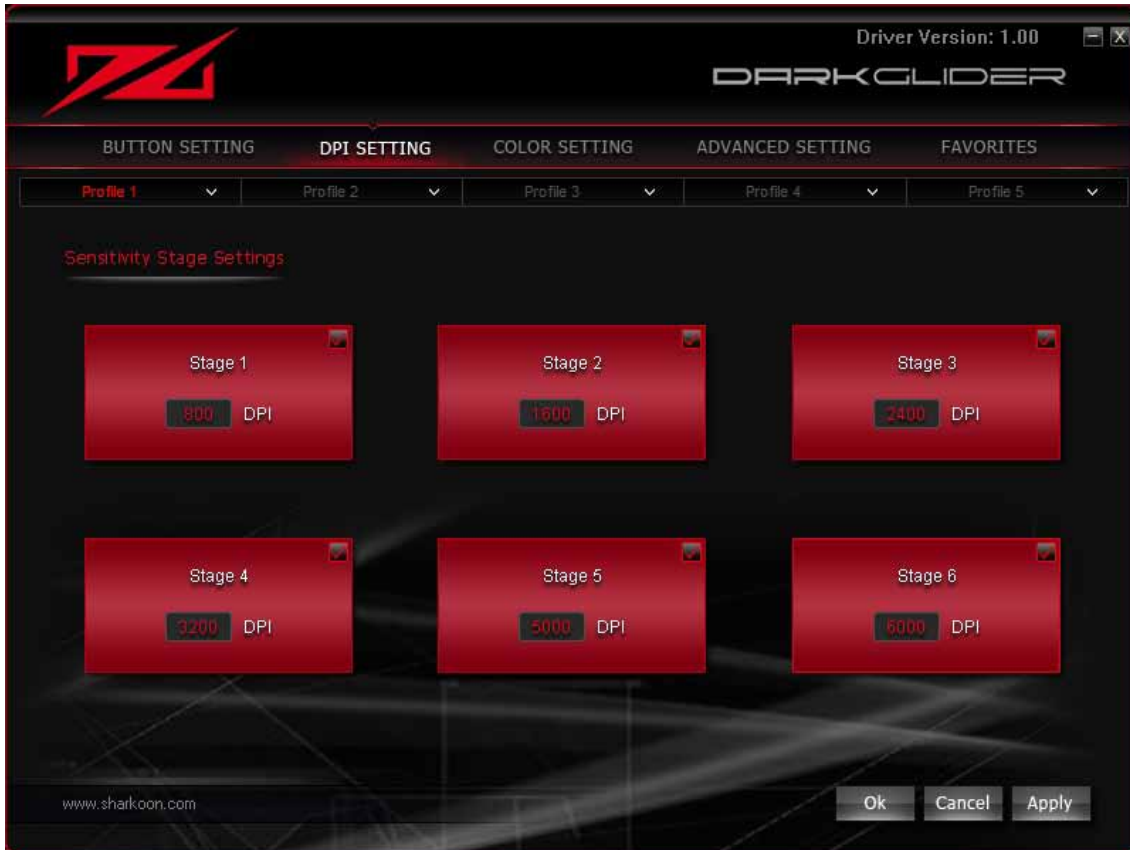 Driver Version: 1.00
DARKGLIDER
BUTTON SETTING DPI SETTING COLOR SETTING ADVANCED SETTING FAVORITES
Profile 1 Profile 2 Profile 3 Profile 4 Profile 5
Sensitivity Stage Settings
Stage 1 Stage 2 Stage 3
800 DPI 1600 DPI 2400 DPI
Stage 4 Stage 5 Stage 6
3200 DPI 5000 DPI 6000 DPI
www.sharkoon.com Ok Cancel Apply